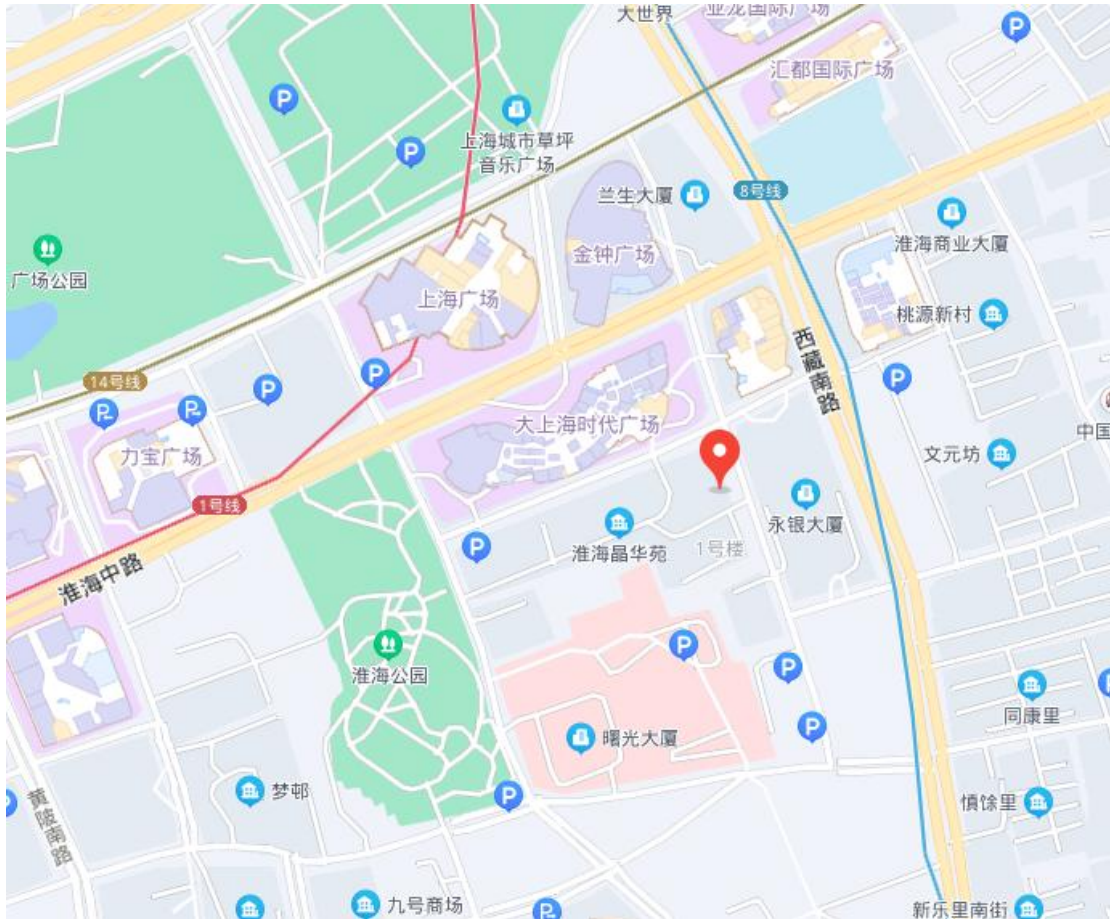 大世界
亚龙国际广场
P
汇都国际广场
P
上海城市草坪
音乐广场
P
兰生大厦
8号线
淮海商业大厦
广场公园
金钟广场
上海广场
桃源新村
西藏南路
14号线
P
P
P
P
P
大上海时代广场
中国
力宝广场
文元坊
1号线
永银大厦
P
淮海晶华苑
1号楼
淮海中路
P
淮海公园
P
P
同康里
P
曙光大厦
梦邨
P
慎馀里
黄陂南路
九号商场
P
新乐里南街